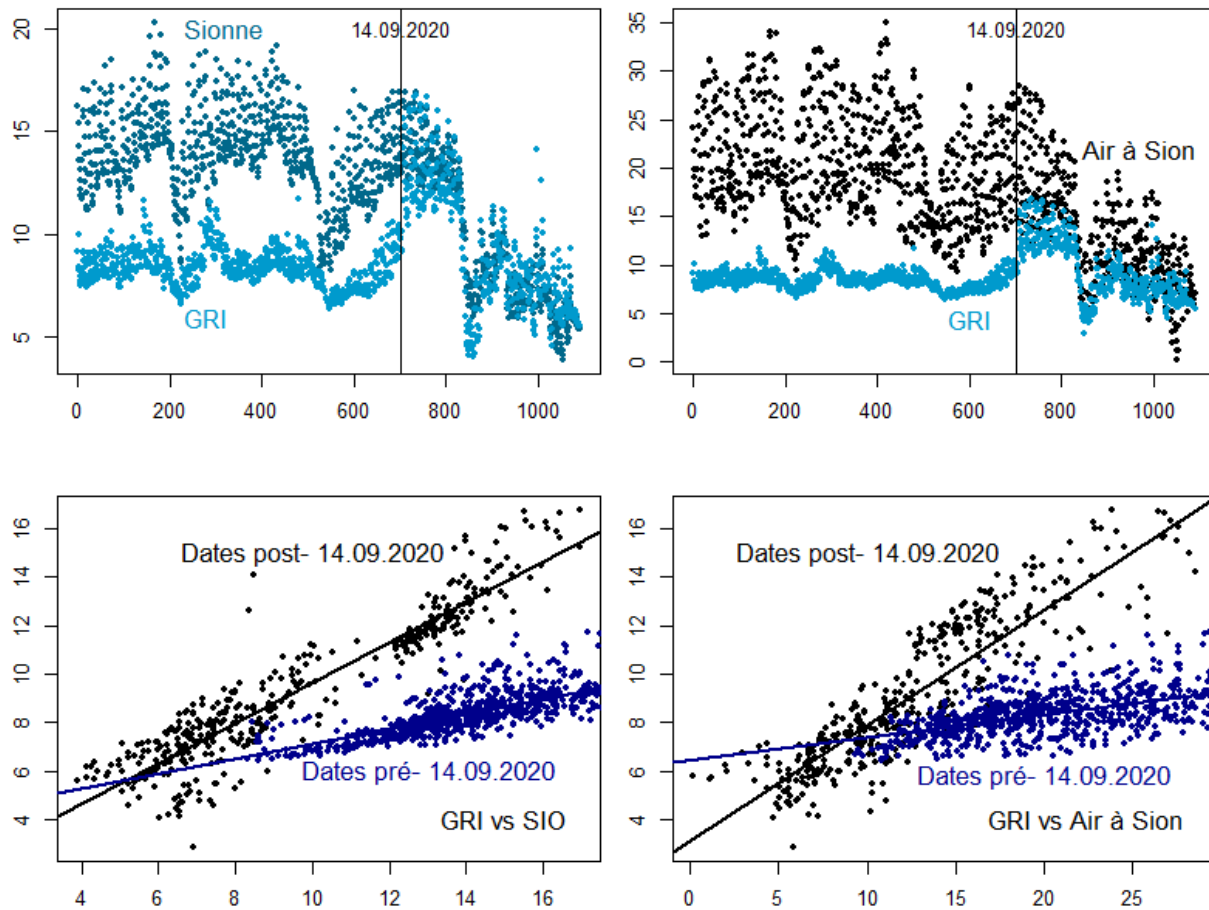 Sionne
14.09.2020
GRI
5 10 15 20
0 200 400 600 800 1000
14.09.2020
Air à Sion
GRI
0 5 10 15 20 25 30 35
0 200 400 600 800 1000
Dates post- 14.09.2020
Dates pré- 14.09.2020
GRI vs SIO
4 6 8 10 12 14 16
4 6 8 10 12 14 16
Dates post- 14.09.2020
Dates pré- 14.09.2020
GRI vs Air à Sion
4 6 8 10 12 14 16
0 5 10 15 20 25